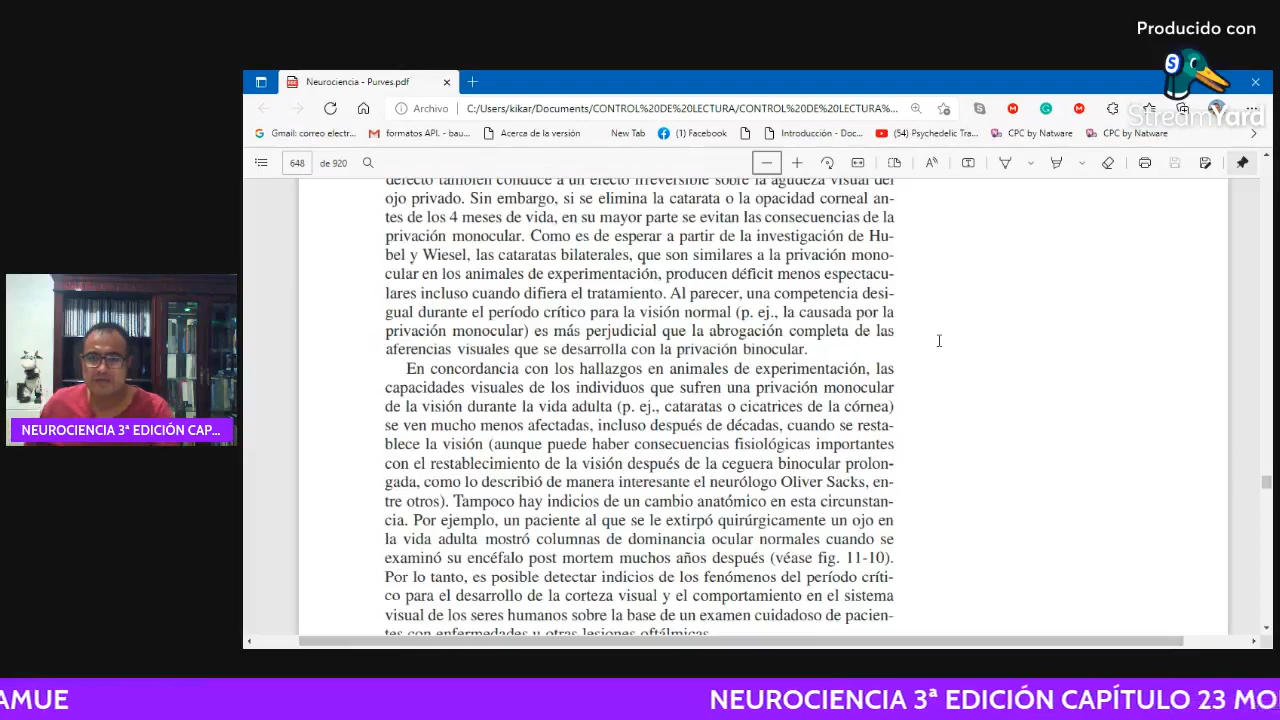 Producido con
StreamYard
Neurociencia - Purves.pdf
Archivo C:/Users/kikar/Documents/CONTROL%20DE%20LECTURA/CONTROL%20DE%20LECTURA%...
Gmail: correo electr... formatos API. - bau... Acerca de la versión New Tab (1) Facebook Introducción - Doc... (54) Psychedelic Tra... CPC by Natware CPC by Natware
648 de 920
defecto también conduce a un efecto irreversible sobre la agudeza visual del
ojo privado. Sin embargo, si se elimina la catarata o la opacidad corneal an-
tes de los 4 meses de vida, en su mayor parte se evitan las consecuencias de la
privación monocular. Como es de esperar a partir de la investigación de Hu-
bel y Wiesel, las cataratas bilaterales, que son similares a la privación mono-
cular en los animales de experimentación, producen déficit menos espectacu-
lares incluso cuando difiera el tratamiento. Al parecer, una competencia desi-
gual durante el período crítico para la visión normal (p. ej., la causada por la
privación monocular) es más perjudicial que la abrogación completa de las
aferencias visuales que se desarrolla con la privación binocular.
En concordancia con los hallazgos en animales de experimentación, las
capacidades visuales de los individuos que sufren una privación monocular
de la visión durante la vida adulta (p. ej., cataratas o cicatrices de la córnea)
se ven mucho menos afectadas, incluso después de décadas, cuando se resta-
blece la visión (aunque puede haber consecuencias fisiológicas importantes
con el restablecimiento de la visión después de la ceguera binocular prolon-
gada, como lo describió de manera interesante el neurólogo Oliver Sacks, en-
tre otros). Tampoco hay indicios de un cambio anatómico en esta circunstan-
cia. Por ejemplo, un paciente al que se le extirpó quirúrgicamente un ojo en
la vida adulta mostró columnas de dominancia ocular normales cuando se
examinó su encéfalo post mortem muchos años después (véase fig. 11-10).
Por lo tanto, es posible detectar indicios de los fenómenos del período críti-
co para el desarrollo de la corteza visual y el comportamiento en el sistema
visual de los seres humanos sobre la base de un examen cuidadoso de pacien-
tes con enfermedades u otras lesiones oftálmicas.
NEUROCIENCIA 3ª EDICIÓN CAP...
AMUE NEUROCIENCIA 3ª EDICIÓN CAPÍTULO 23 MO